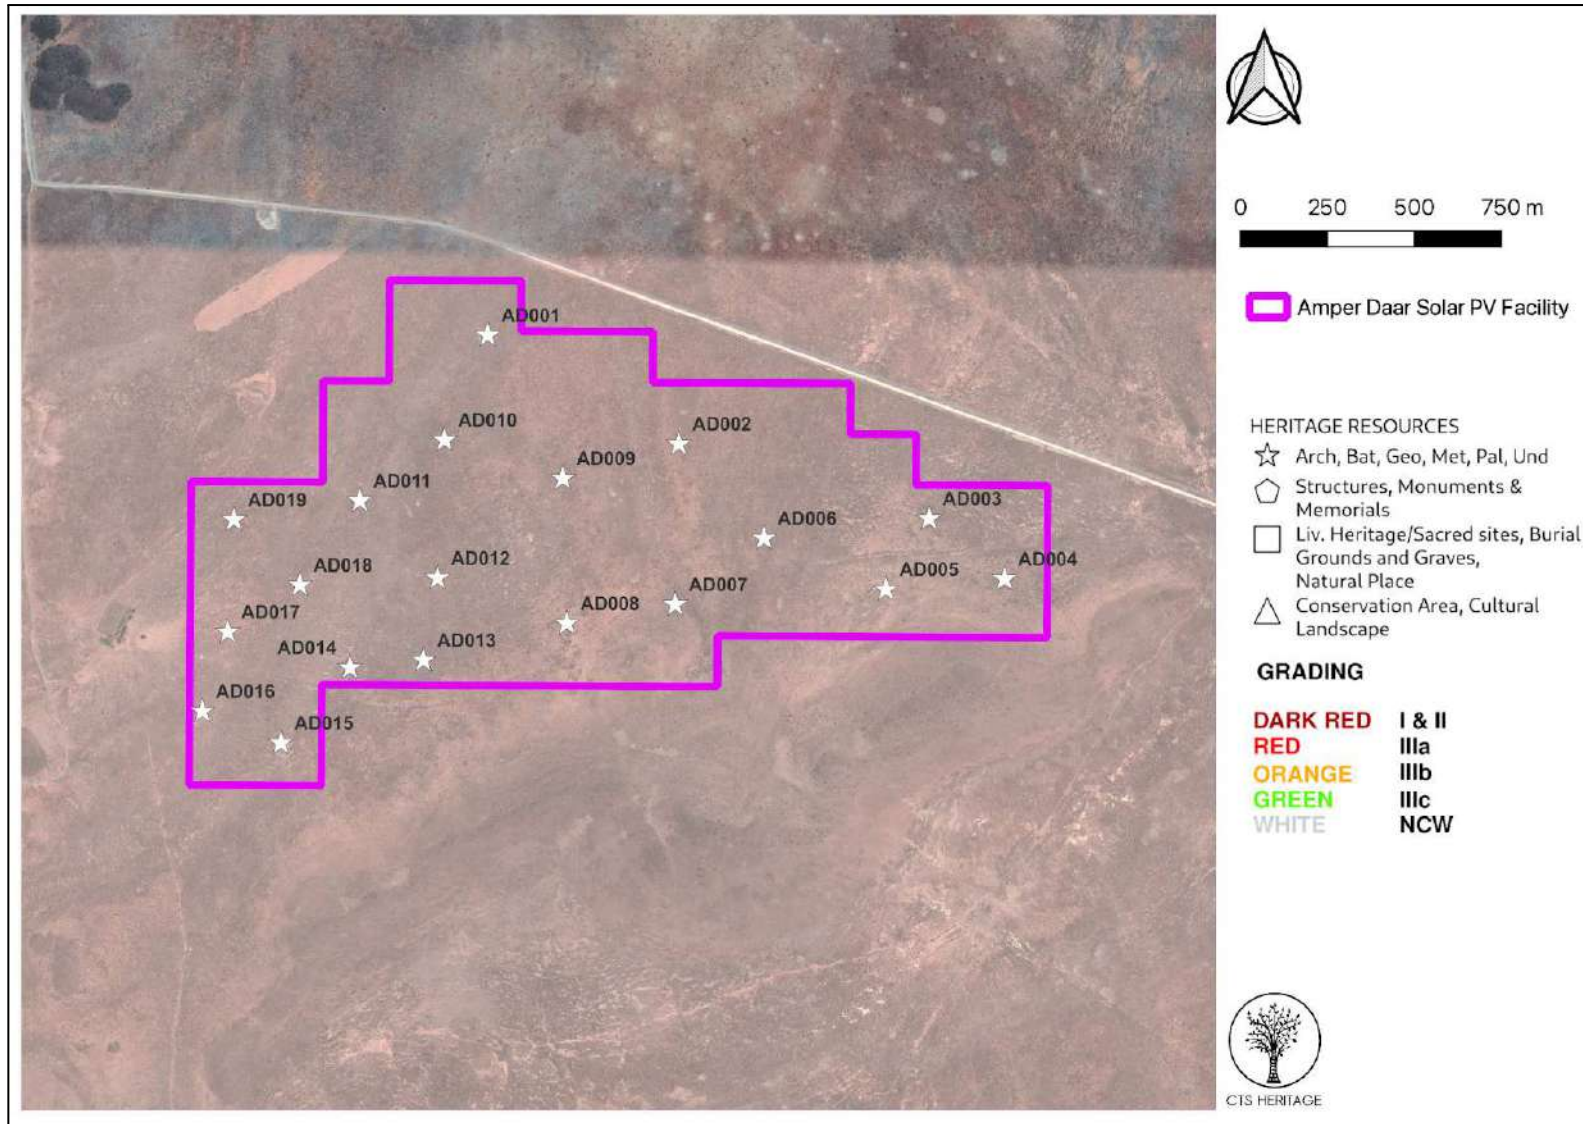 AD001
AD010
AD002
AD009
AD011
AD019
AD003
AD006
AD012
AD018
AD005
AD004
AD007
AD008
AD017
AD014
AD013
AD016
AD015
0 250 500 750 m
Amper Daar Solar PV Facility
HERITAGE RESOURCES
Arch, Bat, Geo, Met, Pal, Und
Structures, Monuments &
Memorials
Liv. Heritage/Sacred sites, Burial
Grounds and Graves,
Natural Place
Conservation Area, Cultural
Landscape
GRADING
DARK RED I & II
RED IIIa
ORANGE IIIb
GREEN IIIc
WHITE NCW
CTS HERITAGE